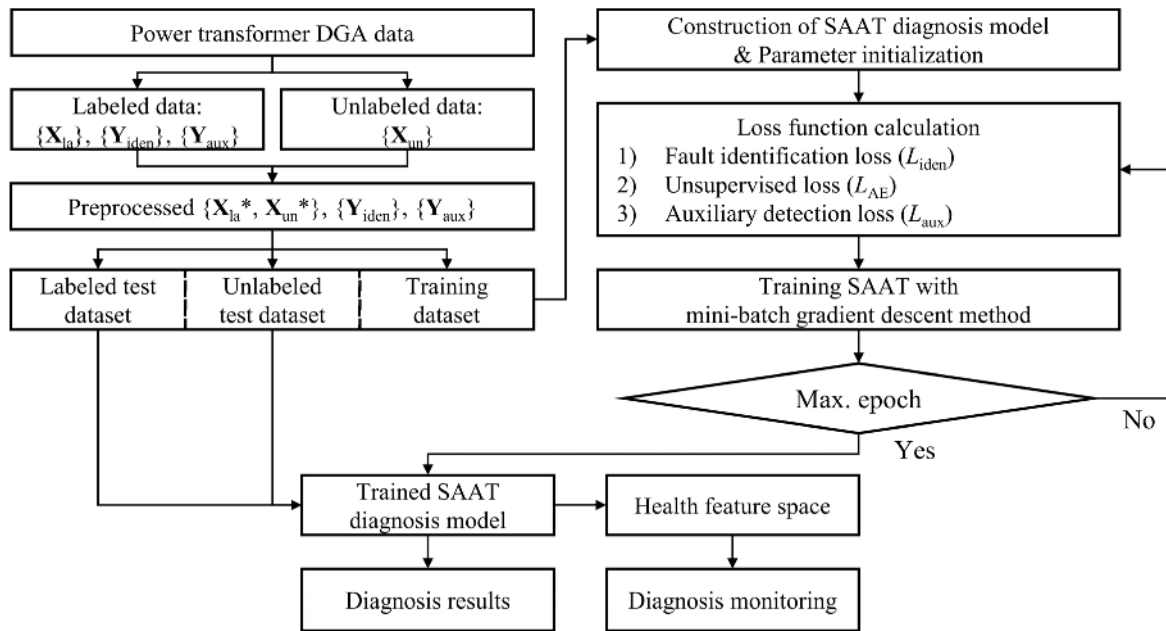 Power transformer DGA data
Labeled data:
{X_la}, {Y_iden}, {Y_aux}
Unlabeled data:
{X_un}
Preprocessed {X_la*, X_un*}, {Y_iden}, {Y_aux}
Labeled test
dataset
Unlabeled
test dataset
Training
dataset
Construction of SAAT diagnosis model
& Parameter initialization
Loss function calculation
1) Fault identification loss (L_iden)
2) Unsupervised loss (L_AE)
3) Auxiliary detection loss (L_aux)
Training SAAT with
mini-batch gradient descent method
Max. epoch
No
Yes
Trained SAAT
diagnosis model
Health feature space
Diagnosis results
Diagnosis monitoring